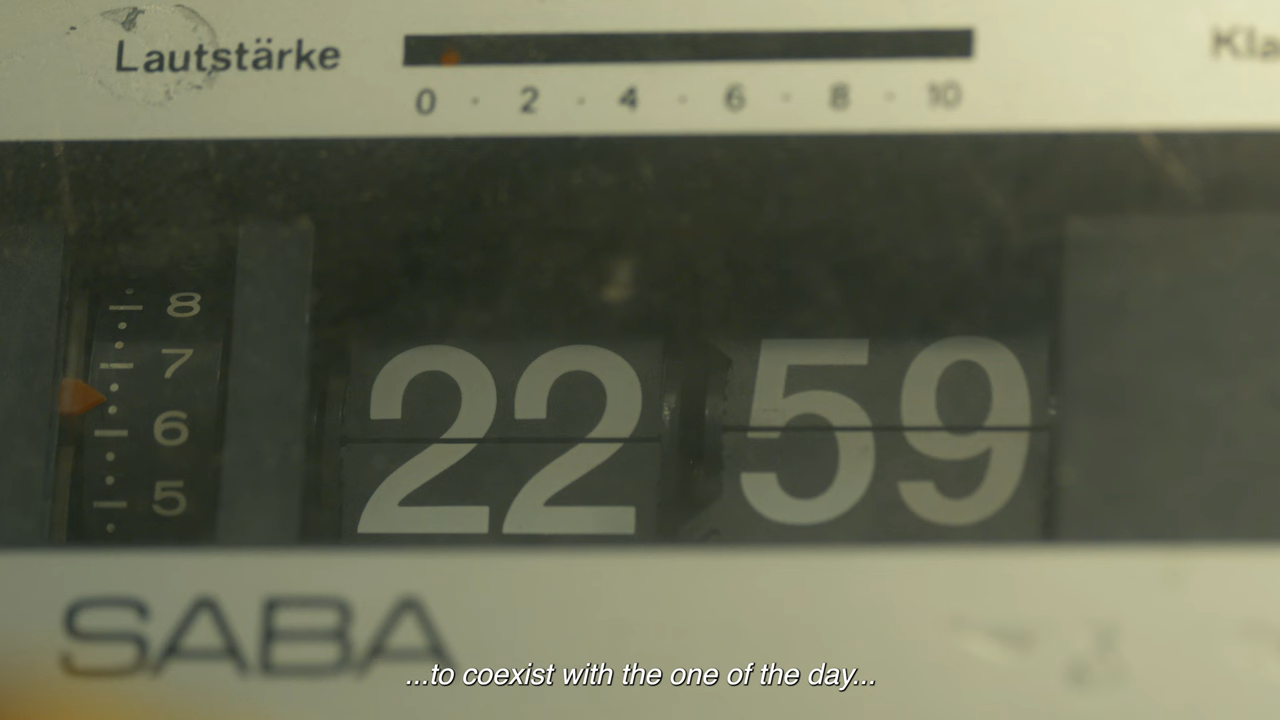 Lautstärke
0 · 2 · 4 · 6 · 8 · 10
8
7
6
5
22 59
SABA
...to coexist with the one of the day...